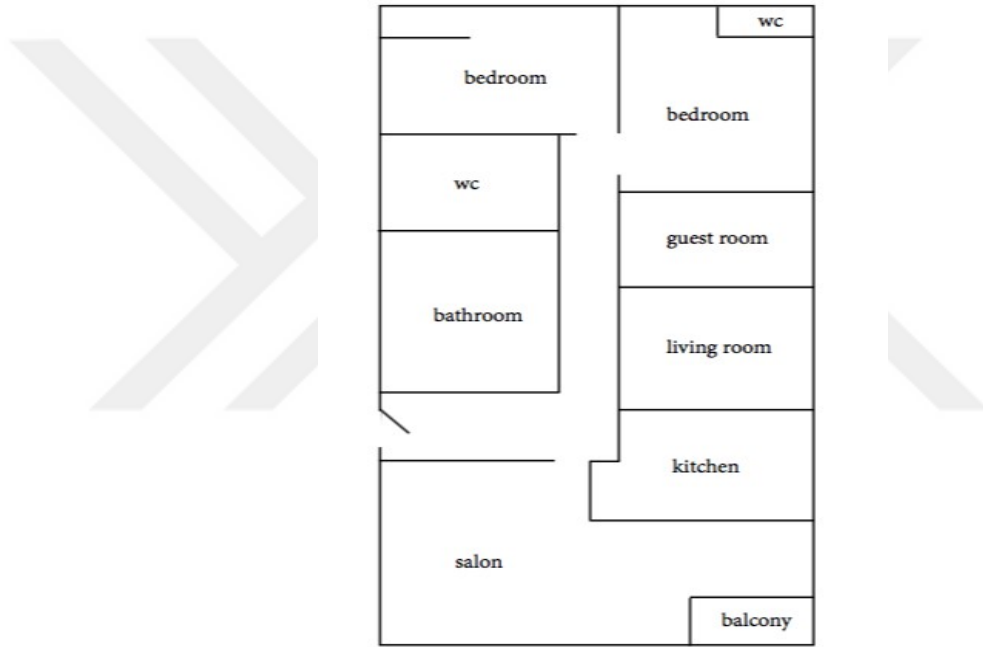 wc
bedroom
bedroom
wc
guest room
bathroom
living room
kitchen
salon
balcony